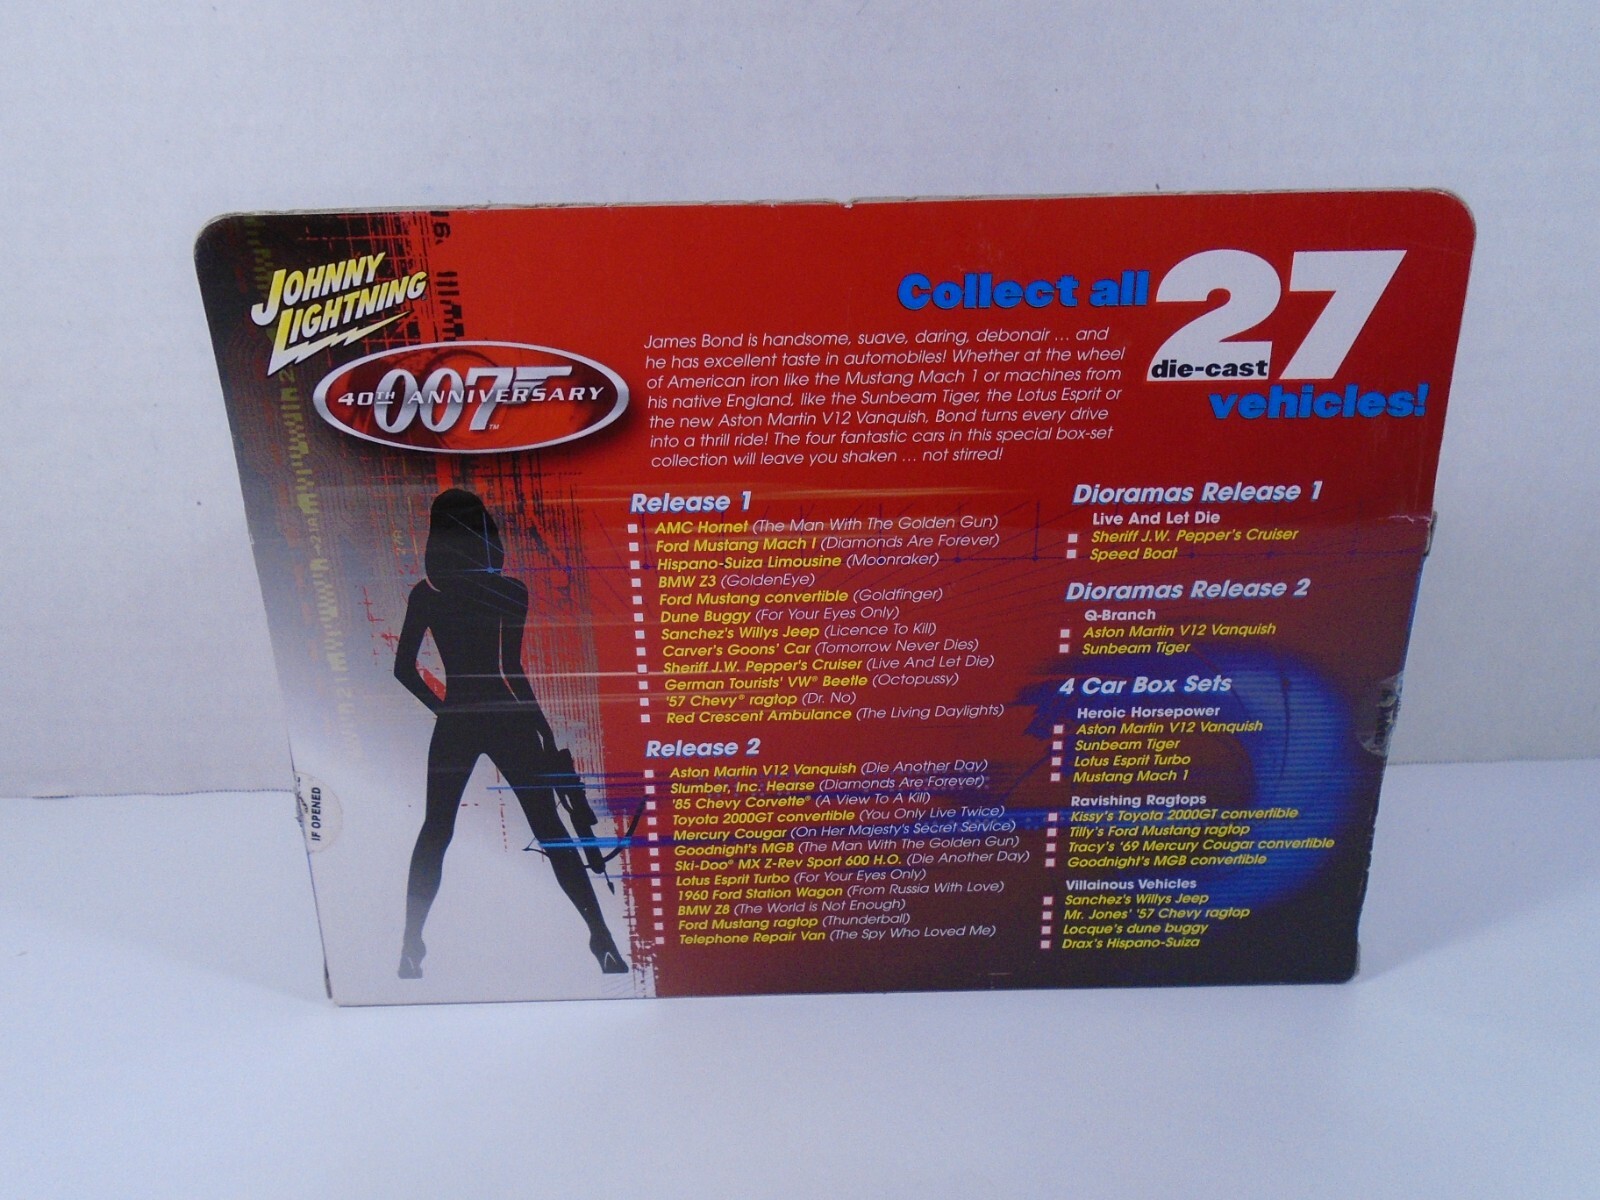 JOHNNY
LIGHTNING
007
40TH ANNIVERSARY
TM
Collect all
27
die-cast
vehicles!
James Bond is handsome, suave, daring, debonair ... and
he has excellent taste in automobiles! Whether at the wheel
of American iron like the Mustang Mach 1 or machines from
his native England, like the Sunbeam Tiger, the Lotus Esprit or
the new Aston Martin V12 Vanquish, Bond turns every drive
into a thrill ride! The four fantastic cars in this special box-set
collection will leave you shaken ... not stirred!
Release 1
AMC Hornet (The Man With The Golden Gun)
Ford Mustang Mach I (Diamonds Are Forever)
Hispano-Suiza Limousine (Moonraker)
BMW Z3 (GoldenEye)
Ford Mustang convertible (Goldfinger)
Dune Buggy (For Your Eyes Only)
Sanchez's Willys Jeep (Licence To Kill)
Carver's Goons' Car (Tomorrow Never Dies)
Sheriff J.W. Pepper's Cruiser (Live And Let Die)
German Tourists' VW® Beetle (Octopussy)
'57 Chevy® ragtop (Dr. No)
Red Crescent Ambulance (The Living Daylights)
Release 2
Aston Martin V12 Vanquish (Die Another Day)
Slumber, Inc. Hearse (Diamonds Are Forever)
'85 Chevy Corvette® (A View To A Kill)
Toyota 2000GT convertible (You Only Live Twice)
Mercury Cougar (On Her Majesty's Secret Service)
Goodnight's MGB (The Man With The Golden Gun)
Ski-Doo® MX Z-Rev Sport 600 H.O. (Die Another Day)
Lotus Esprit Turbo (For Your Eyes Only)
1960 Ford Station Wagon (From Russia With Love)
BMW Z8 (The World is Not Enough)
Ford Mustang ragtop (Thunderball)
Telephone Repair Van (The Spy Who Loved Me)
Dioramas Release 1
Live And Let Die
Sheriff J.W. Pepper's Cruiser
Speed Boat
Dioramas Release 2
Q-Branch
Aston Martin V12 Vanquish
Sunbeam Tiger
4 Car Box Sets
Heroic Horsepower
Aston Martin V12 Vanquish
Sunbeam Tiger
Lotus Esprit Turbo
Mustang Mach 1
Ravishing Ragtops
Kissy's Toyota 2000GT convertible
Tilly's Ford Mustang ragtop
Tracy's '69 Mercury Cougar convertible
Goodnight's MGB convertible
Villainous Vehicles
Sanchez's Willys Jeep
Mr. Jones' '57 Chevy ragtop
Locque's dune buggy
Drax's Hispano-Suiza
IF OPENED